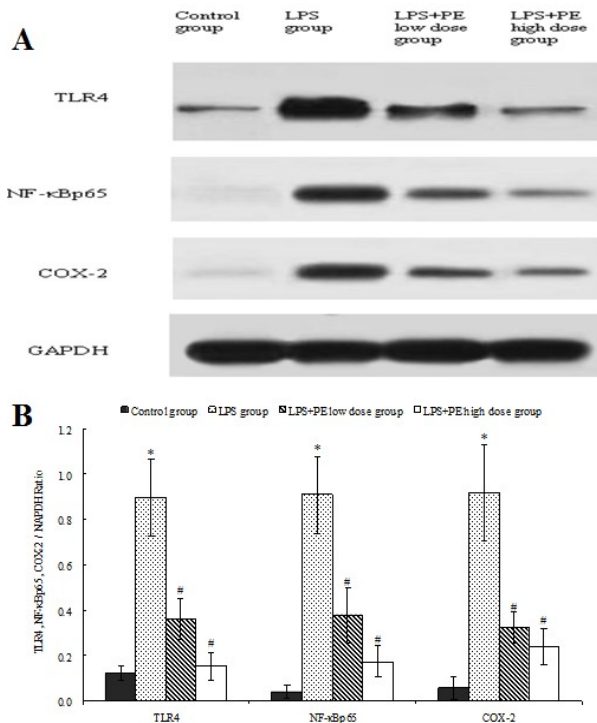 A
Control group
LPS group
LPS+PE low dose group
LPS+PE high dose group
TLR4
NF-κBp65
COX-2
GAPDH
B
Control group LPS group LPS+PE low dose group LPS+PE high dose group
TLR4, NF-κBp65, COX-2 / NAPDH Ratio
1.2
1.0
0.8
0.6
0.4
0.2
0.0
* # #
* # #
* # #
TLR4 NF-κBp65 COX-2